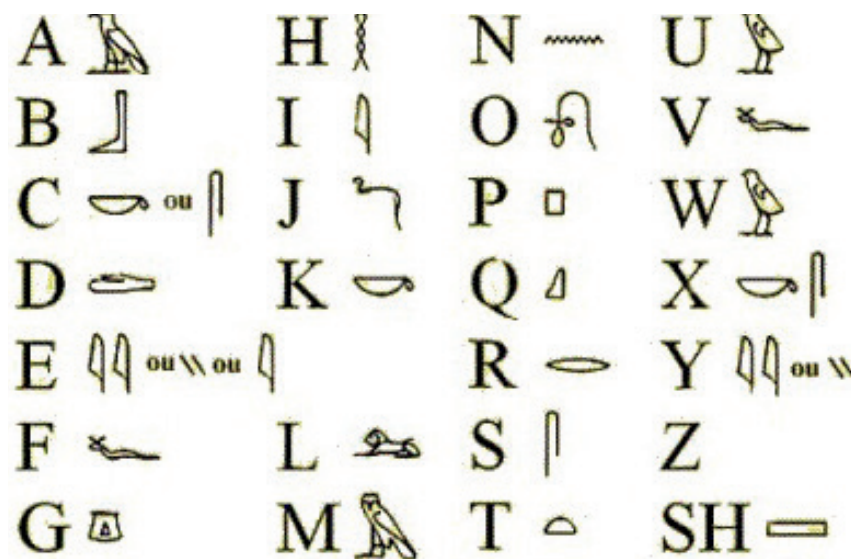 A H N U
B I O V
C ou J P W
D K Q X
E ou ou R Y ou
F L S Z
G M T SH